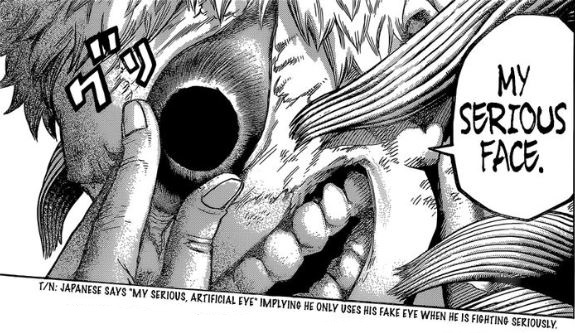 グリッ
MY
SERIOUS
FACE.
T/N: JAPANESE SAYS "MY SERIOUS, ARTIFICIAL EYE" IMPLYING HE ONLY USES HIS FAKE EYE WHEN HE IS FIGHTING SERIOUSLY.